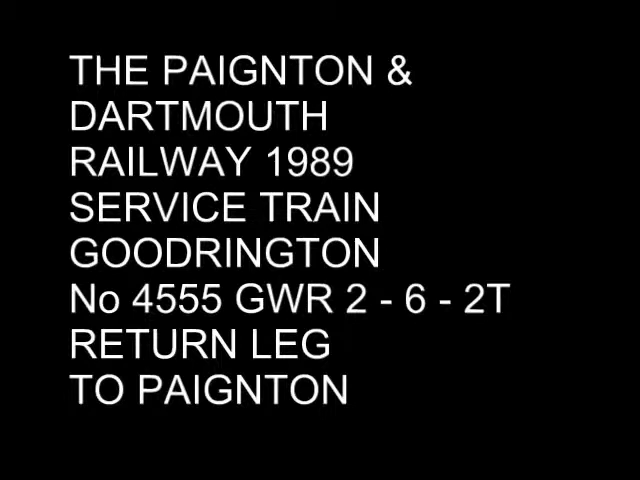 THE PAIGNTON &
DARTMOUTH
RAILWAY 1989
SERVICE TRAIN
GOODRINGTON
No 4555 GWR 2 - 6 - 2T
RETURN LEG
TO PAIGNTON